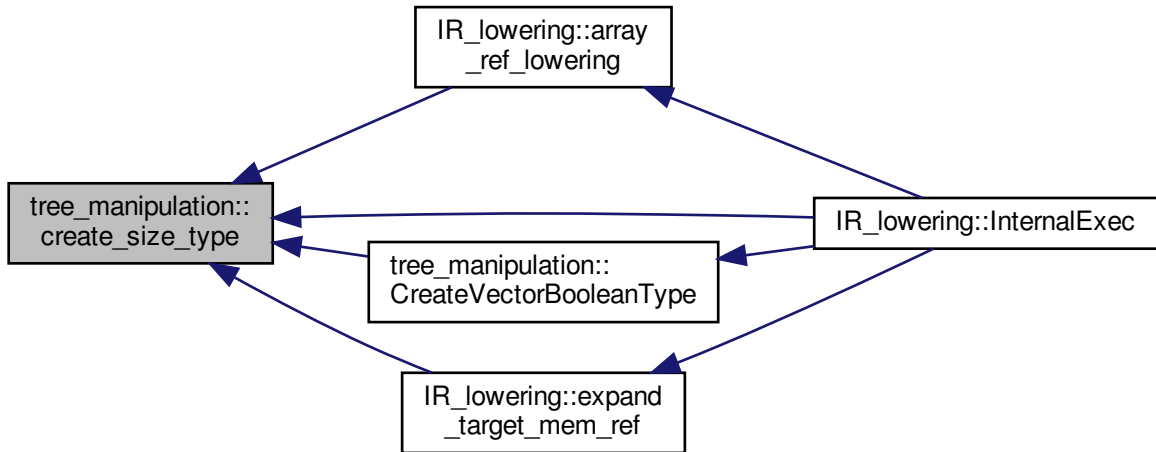 IR_lowering::array
_ref_lowering
tree_manipulation::
create_size_type
IR_lowering::InternalExec
tree_manipulation::
CreateVectorBooleanType
IR_lowering::expand
_target_mem_ref